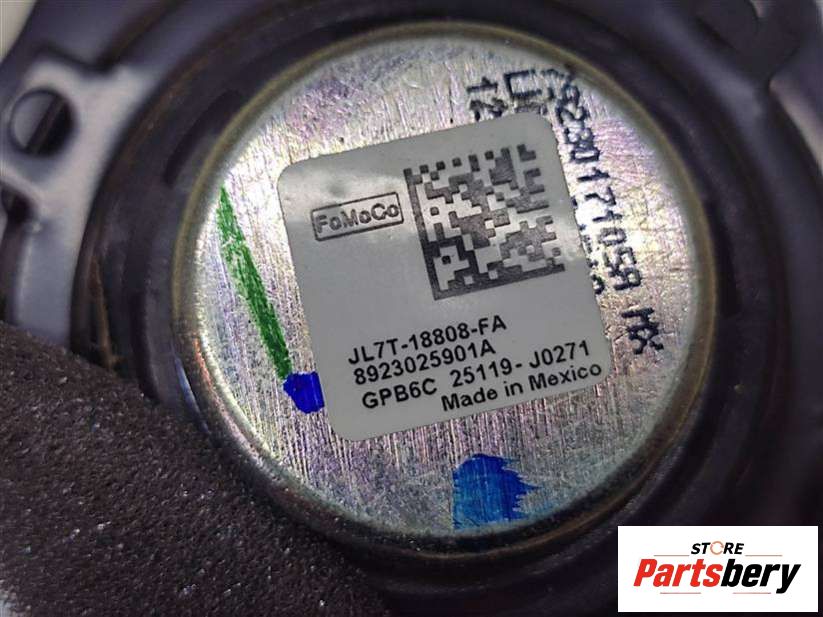 FoMoCo
JL7T-18808-FA
8923025901A
GPB6C 25119- J0271
Made in Mexico
STORE
Partsbery